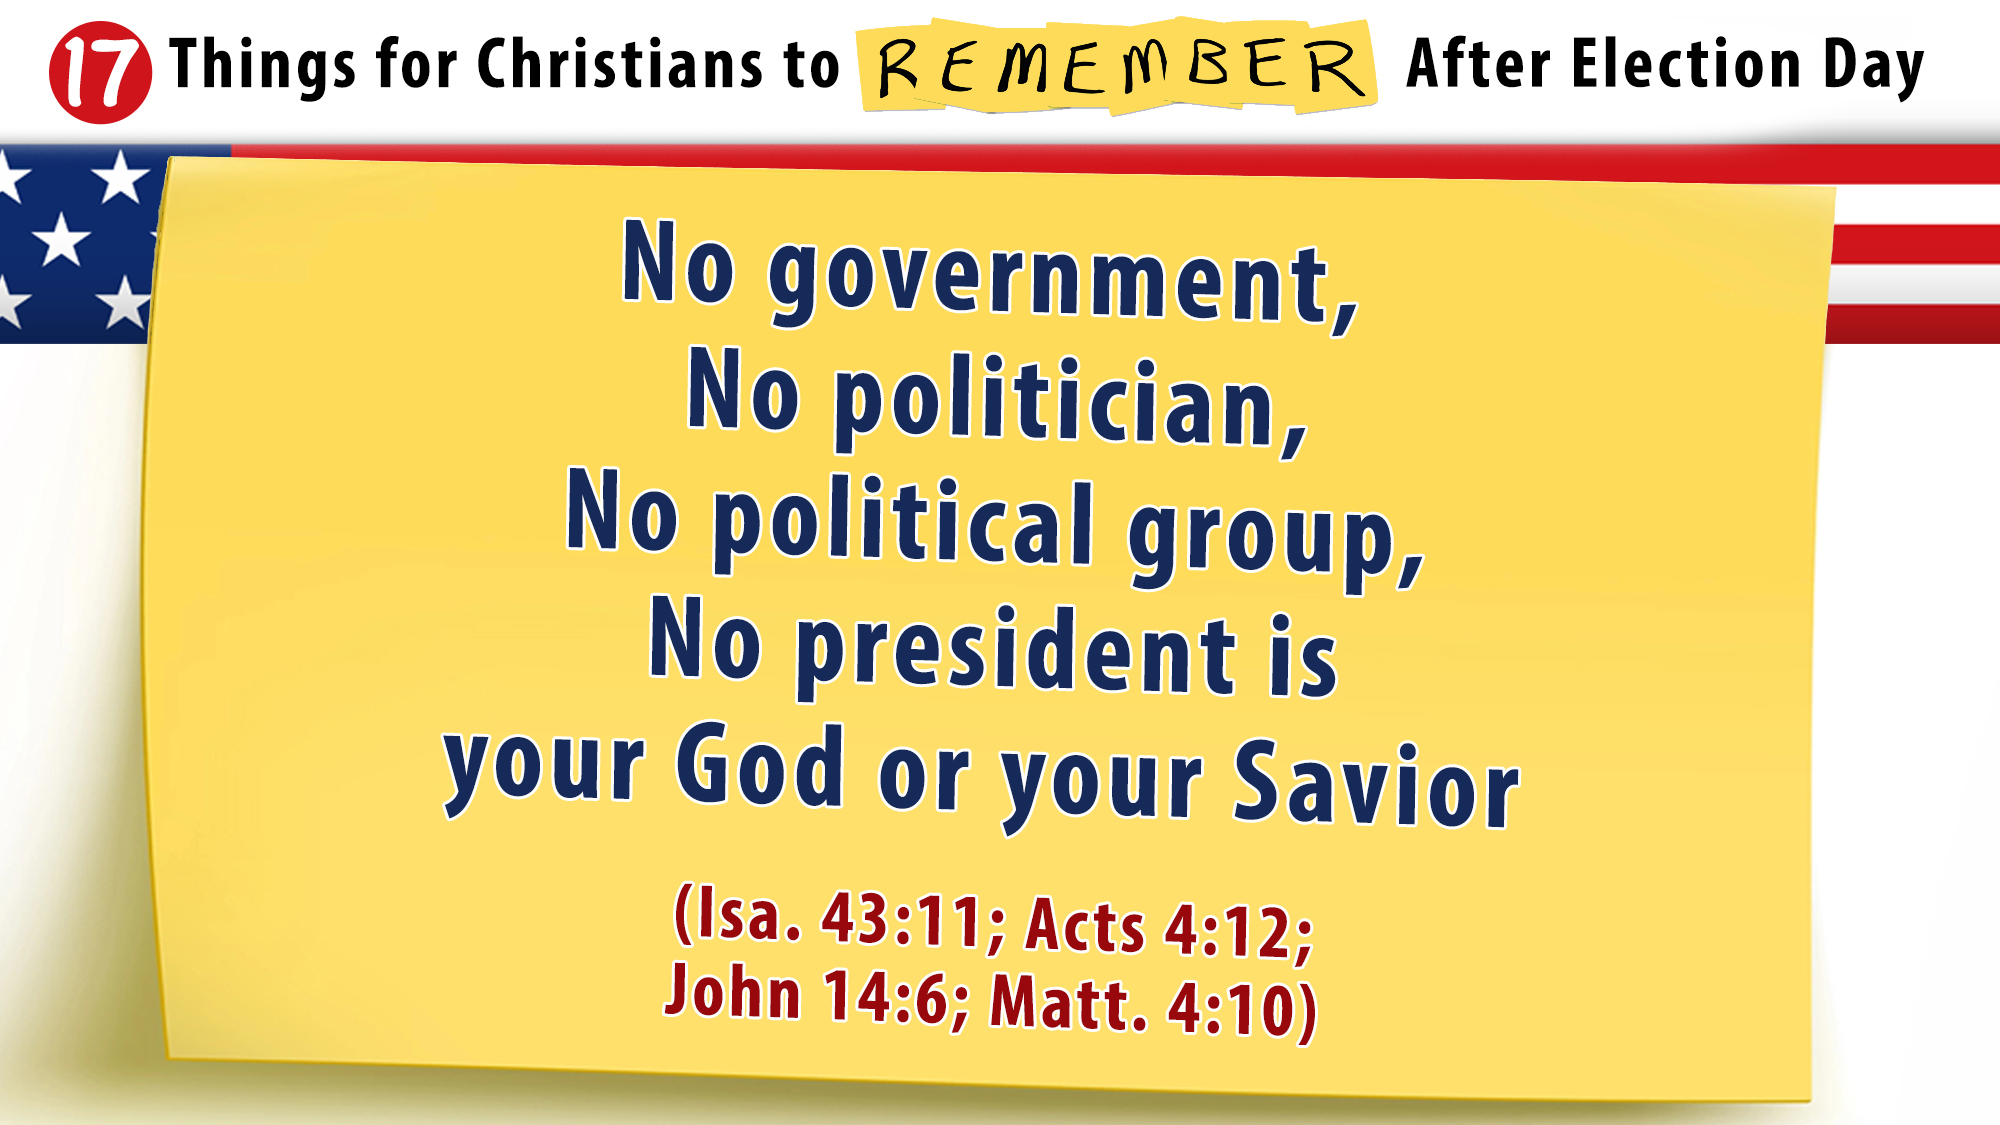 17 Things for Christians to REMEMBER After Election Day
No government,
No politician,
No political group,
No president is
your God or your Savior
(Isa. 43:11; Acts 4:12;
John 14:6; Matt. 4:10)